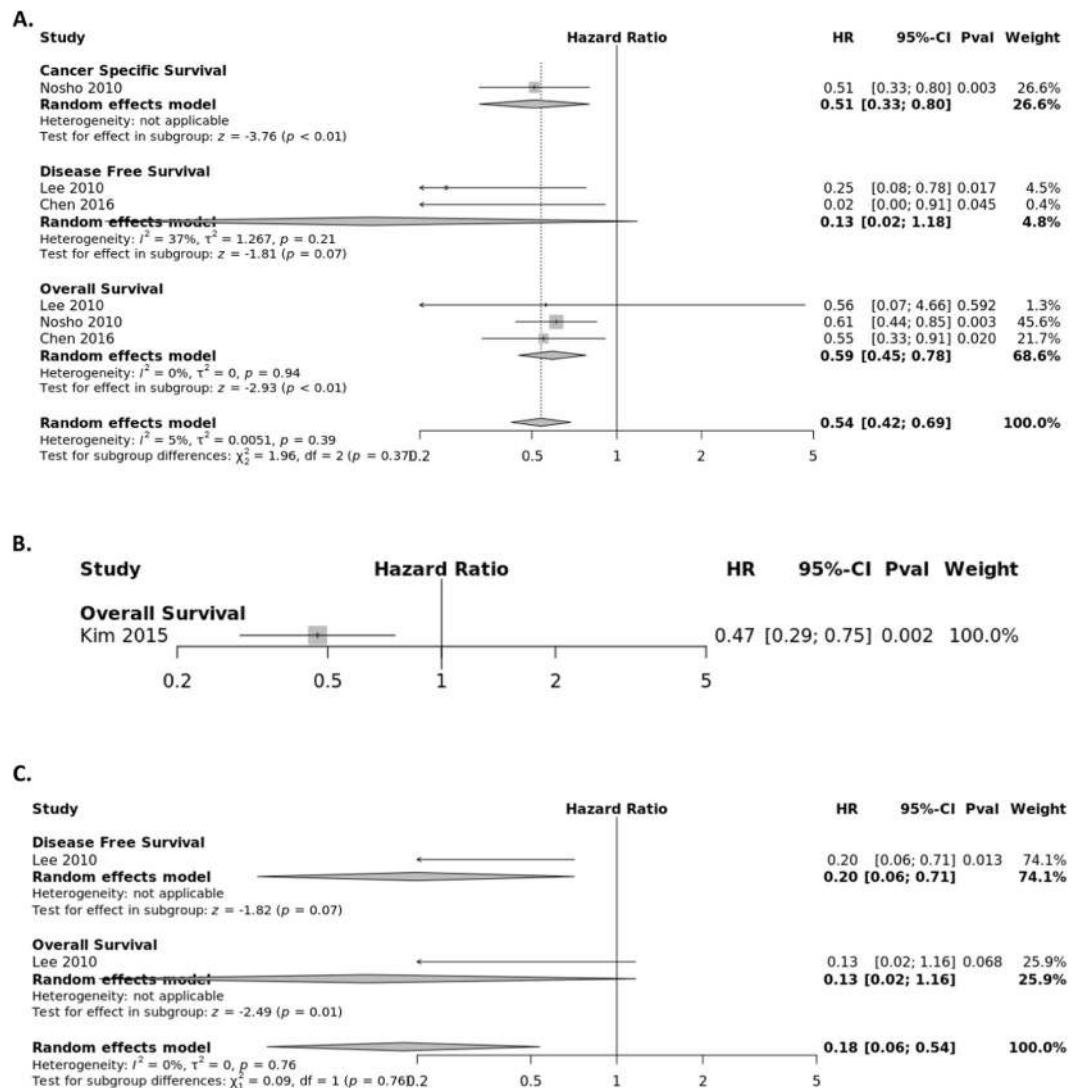 A.
Study Hazard Ratio HR 95%-CI Pval Weight
Cancer Specific Survival
Nosho 2010 0.51 [0.33; 0.80] 0.003 26.6%
Random effects model 0.51 [0.33; 0.80] 26.6%
Heterogeneity: not applicable
Test for effect in subgroup: z = -3.76 (p < 0.01)
Disease Free Survival
Lee 2010 0.25 [0.08; 0.78] 0.017 4.5%
Chen 2016 0.02 [0.00; 0.91] 0.045 0.4%
Random effects model 0.13 [0.02; 1.18] 4.8%
Heterogeneity: I² = 37%, τ² = 1.267, p = 0.21
Test for effect in subgroup: z = -1.81 (p = 0.07)
Overall Survival
Lee 2010 0.56 [0.07; 4.66] 0.592 1.3%
Nosho 2010 0.61 [0.44; 0.85] 0.003 45.6%
Chen 2016 0.55 [0.33; 0.91] 0.020 21.7%
Random effects model 0.59 [0.45; 0.78] 68.6%
Heterogeneity: I² = 0%, τ² = 0, p = 0.94
Test for effect in subgroup: z = -2.93 (p < 0.01)
Random effects model 0.54 [0.42; 0.69] 100.0%
Heterogeneity: I² = 5%, τ² = 0.0051, p = 0.39
Test for subgroup differences: χ²₂ = 1.96, df = 2 (p = 0.37) 0.2 0.5 1 2 5
B.
Study Hazard Ratio HR 95%-CI Pval Weight
Overall Survival
Kim 2015 0.47 [0.29; 0.75] 0.002 100.0%
0.2 0.5 1 2 5
C.
Study Hazard Ratio HR 95%-CI Pval Weight
Disease Free Survival
Lee 2010 0.20 [0.06; 0.71] 0.013 74.1%
Random effects model 0.20 [0.06; 0.71] 74.1%
Heterogeneity: not applicable
Test for effect in subgroup: z = -1.82 (p = 0.07)
Overall Survival
Lee 2010 0.13 [0.02; 1.16] 0.068 25.9%
Random effects model 0.13 [0.02; 1.16] 25.9%
Heterogeneity: not applicable
Test for effect in subgroup: z = -2.49 (p = 0.01)
Random effects model 0.18 [0.06; 0.54] 100.0%
Heterogeneity: I² = 0%, τ² = 0, p = 0.76
Test for subgroup differences: χ²₁ = 0.09, df = 1 (p = 0.76) 0.2 0.5 1 2 5